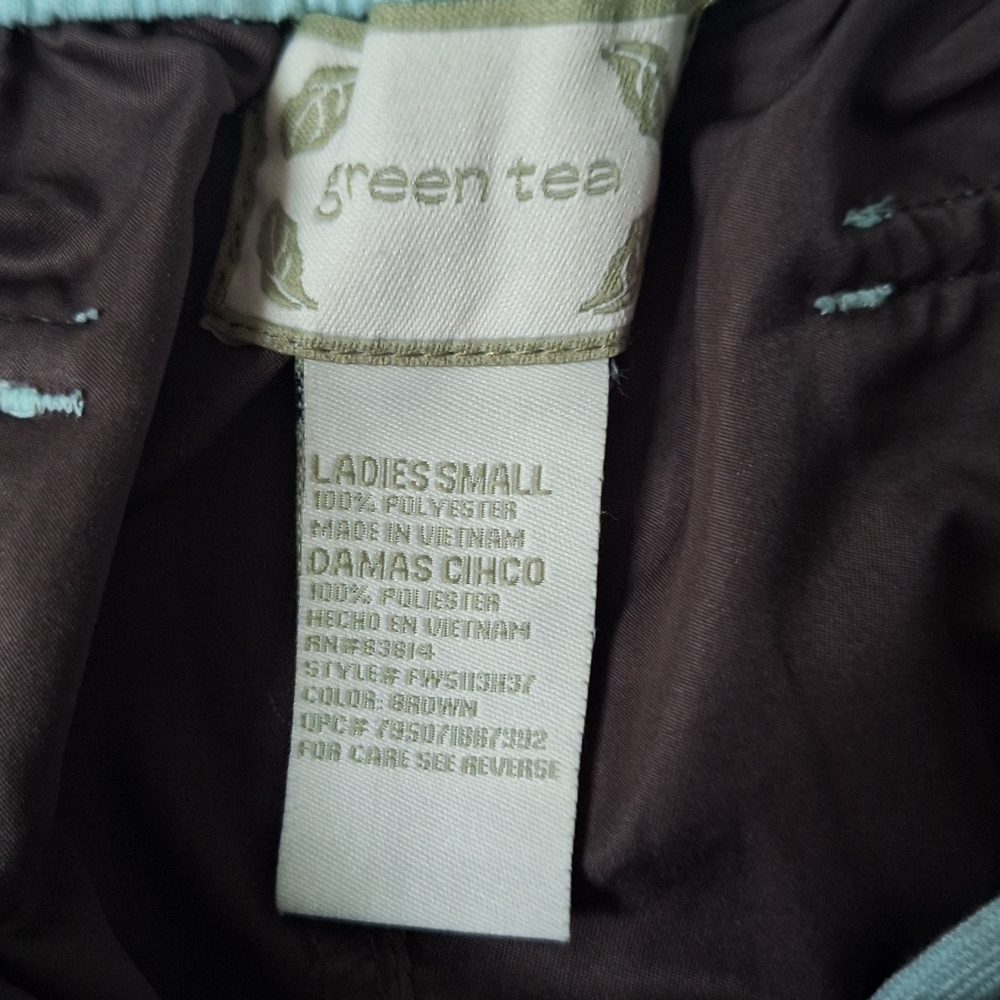 green tea
LADIES SMALL
100% POLYESTER
MADE IN VIETNAM
DAMAS CIHCO
100% POLIESTER
HECHO EN VIETNAM
RN#83814
STYLE# FWS113H37
COLOR: BROWN
UPC#
FOR CARE SEE REVERSE